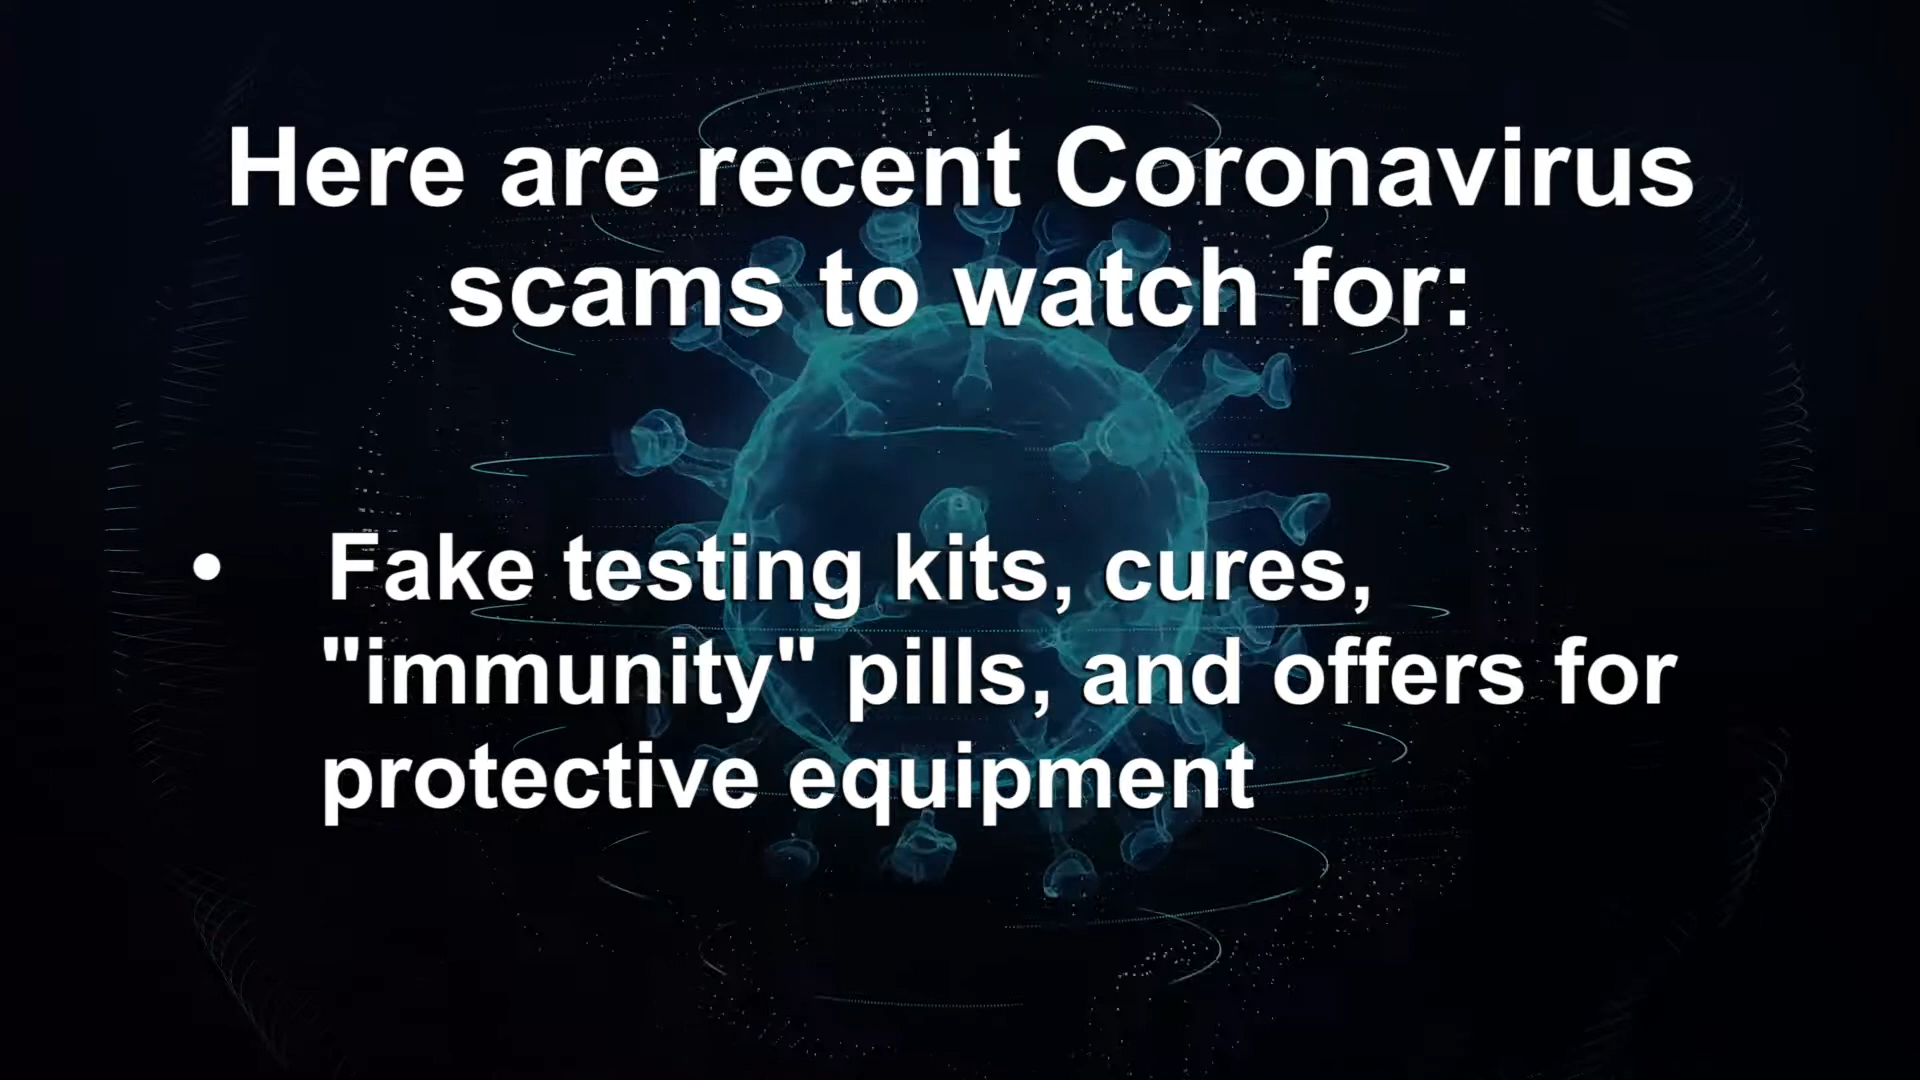 Here are recent Coronavirus
scams to watch for:
• Fake testing kits, cures,
"immunity" pills, and offers for
protective equipment